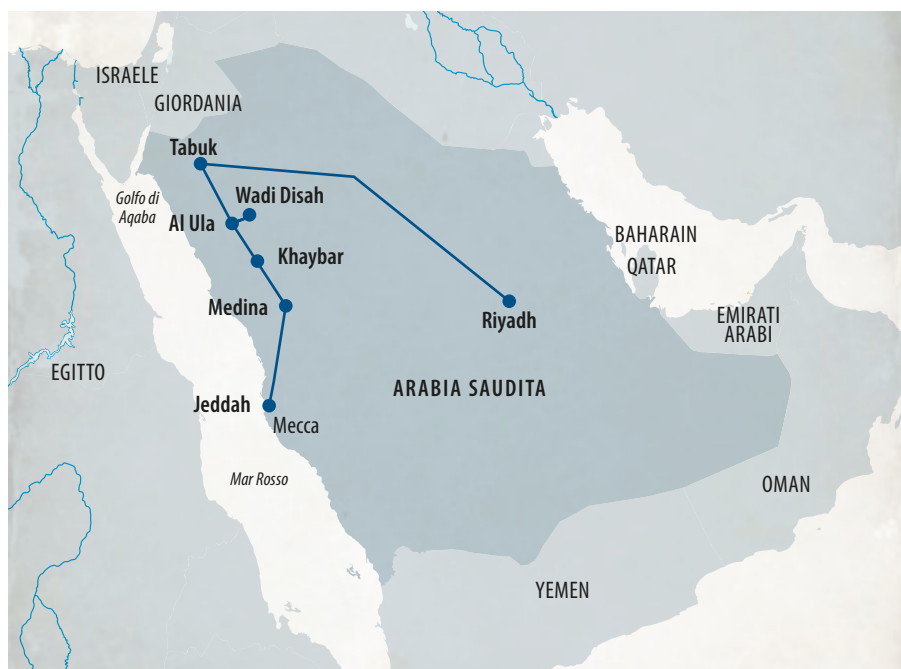 ISRAELE
GIORDANIA
Tabuk
Golfo di
Aqaba
Wadi Disah
Al Ula
Khaybar
Medina
BAHARAIN
QATAR
EMIRATI
ARABI
Riyadh
EGITTO
ARABIA SAUDITA
Jeddah
Mecca
Mar Rosso
OMAN
YEMEN